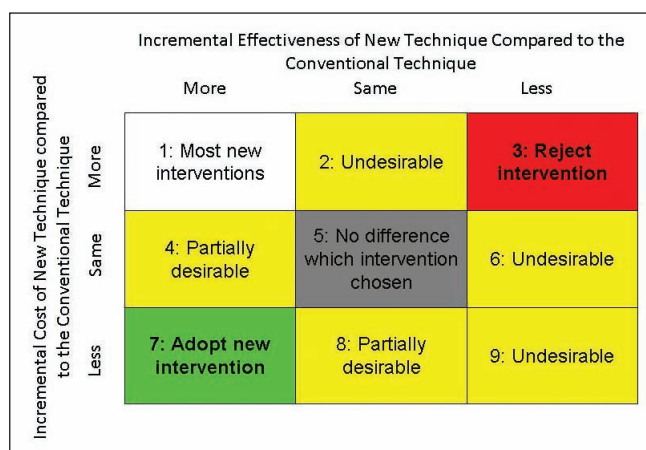 Incremental Effectiveness of New Technique Compared to the
Conventional Technique
More
Same
Less
Incremental Cost of New Technique compared
to the Conventional Technique
More
1: Most new
interventions
2: Undesirable
3: Reject
intervention
Same
4: Partially
desirable
5: No difference
which intervention
chosen
6: Undesirable
Less
7: Adopt new
intervention
8: Partially
desirable
9: Undesirable